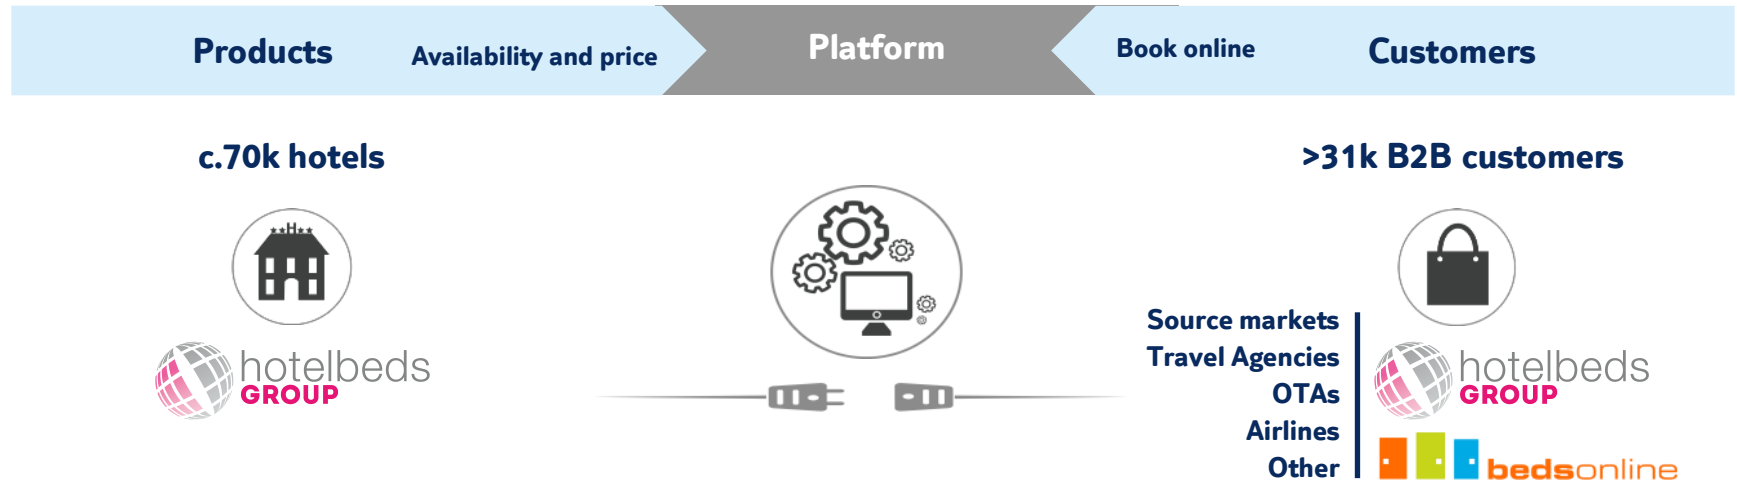 Products
Availability and price
Platform
Book online
Customers
c.70k hotels
>31k B2B customers
H
hotelbeds
GROUP
Source markets
Travel Agencies
OTAs
Airlines
Other
hotelbeds
GROUP
bedsonline